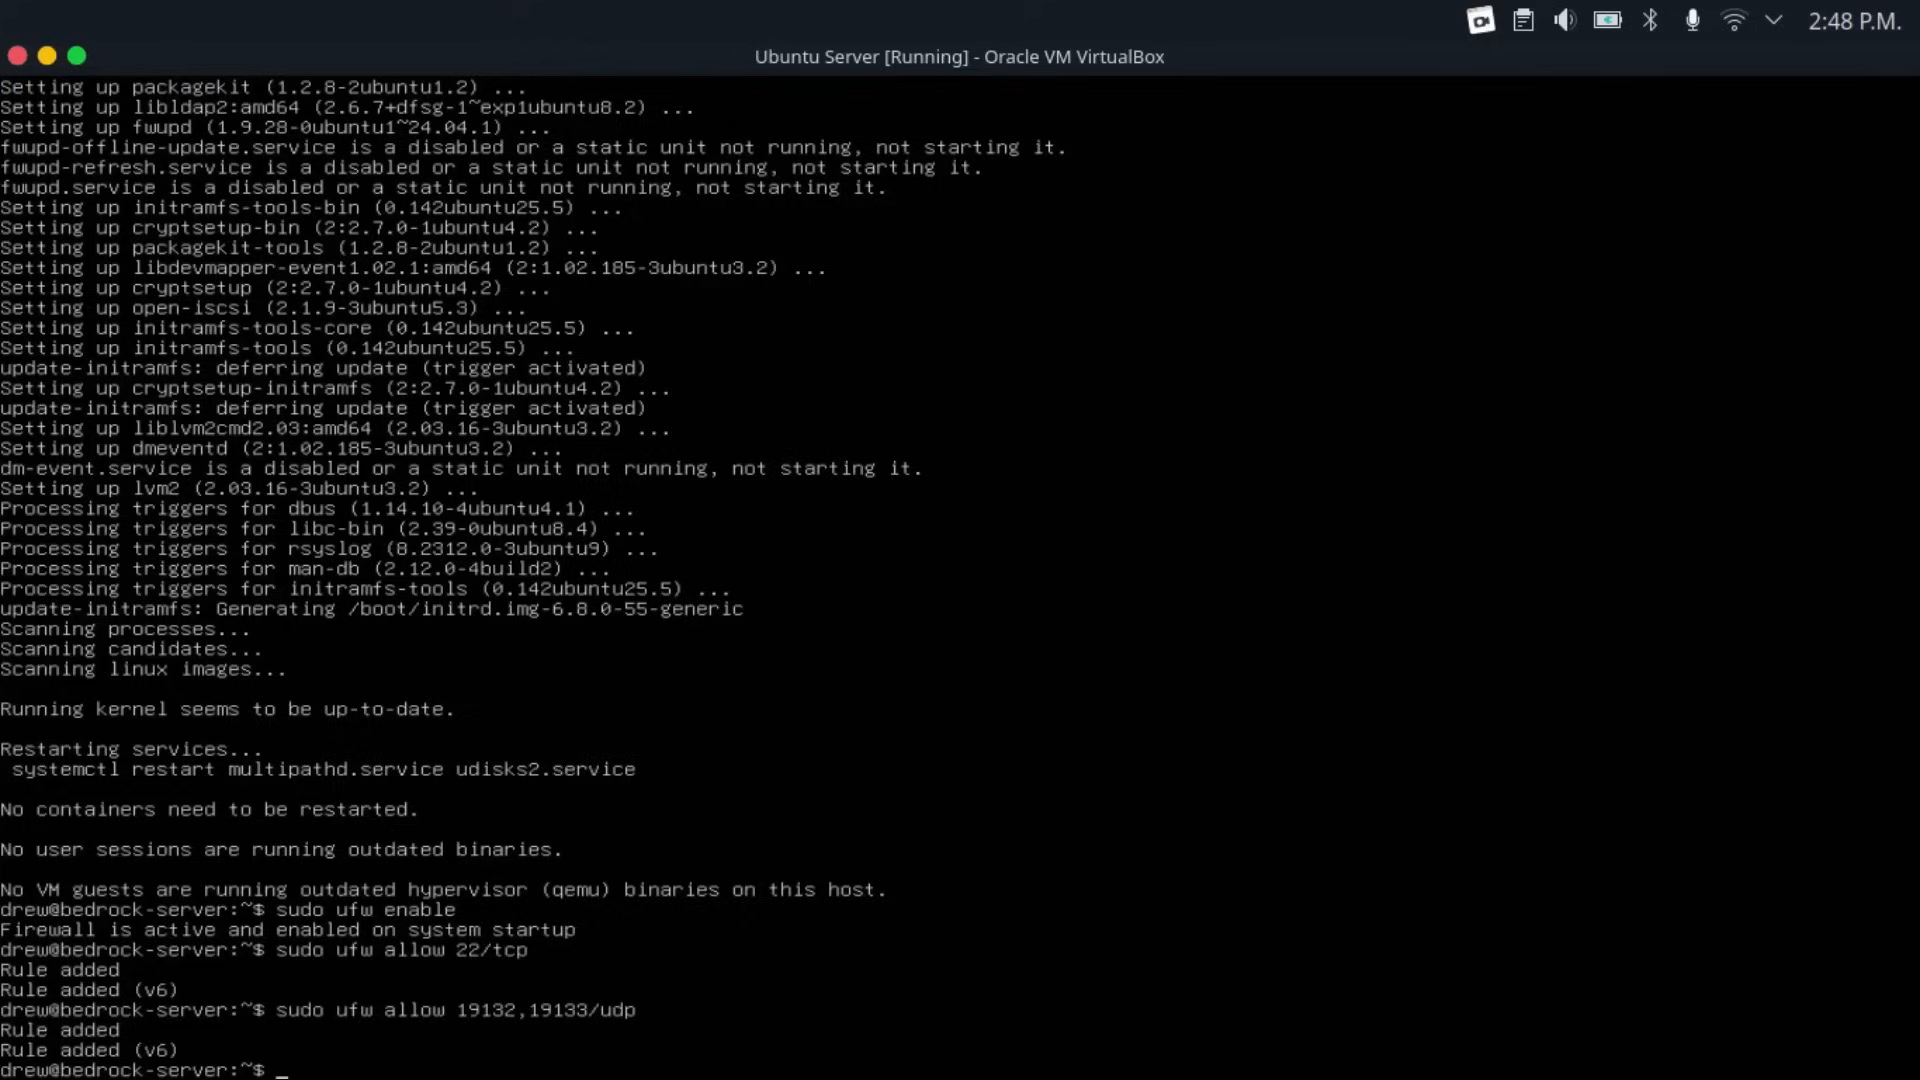 2:48 P.M.
Ubuntu Server [Running] - Oracle VM VirtualBox
Setting up packagekit (1.2.8-2ubuntu1.2) ...
Setting up libldap2:amd64 (2.6.7+dfsg-1~exp1ubuntu8.2) ...
Setting up fwupd (1.9.28-0ubuntu1~24.04.1) ...
fwupd-offline-update.service is a disabled or a static unit not running, not starting it.
fwupd-refresh.service is a disabled or a static unit not running, not starting it.
fwupd.service is a disabled or a static unit not running, not starting it.
Setting up initramfs-tools-bin (0.142ubuntu25.5) ...
Setting up cryptsetup-bin (2:2.7.0-1ubuntu4.2) ...
Setting up packagekit-tools (1.2.8-2ubuntu1.2) ...
Setting up libdevmapper-event1.02.1:amd64 (2:1.02.185-3ubuntu3.2) ...
Setting up cryptsetup (2:2.7.0-1ubuntu4.2) ...
Setting up open-iscsi (2.1.9-3ubuntu5.3) ...
Setting up initramfs-tools-core (0.142ubuntu25.5) ...
Setting up initramfs-tools (0.142ubuntu25.5) ...
update-initramfs: deferring update (trigger activated)
Setting up cryptsetup-initramfs (2:2.7.0-1ubuntu4.2) ...
update-initramfs: deferring update (trigger activated)
Setting up liblvm2cmd2.03:amd64 (2.03.16-3ubuntu3.2) ...
Setting up dmeventd (2:1.02.185-3ubuntu3.2) ...
dm-event.service is a disabled or a static unit not running, not starting it.
Setting up lvm2 (2.03.16-3ubuntu3.2) ...
Processing triggers for dbus (1.14.10-4ubuntu4.1) ...
Processing triggers for libc-bin (2.39-0ubuntu8.4) ...
Processing triggers for rsyslog (8.2312.0-3ubuntu9) ...
Processing triggers for man-db (2.12.0-4build2) ...
Processing triggers for initramfs-tools (0.142ubuntu25.5) ...
update-initramfs: Generating /boot/initrd.img-6.8.0-55-generic
Scanning processes...
Scanning candidates...
Scanning linux images...
Running kernel seems to be up-to-date.
Restarting services...
 systemctl restart multipathd.service udisks2.service
No containers need to be restarted.
No user sessions are running outdated binaries.
No VM guests are running outdated hypervisor (qemu) binaries on this host.
drew@bedrock-server:~$ sudo ufw enable
Firewall is active and enabled on system startup
drew@bedrock-server:~$ sudo ufw allow 22/tcp
Rule added
Rule added (v6)
drew@bedrock-server:~$ sudo ufw allow 19132,19133/udp
Rule added
Rule added (v6)
drew@bedrock-server:~$ _